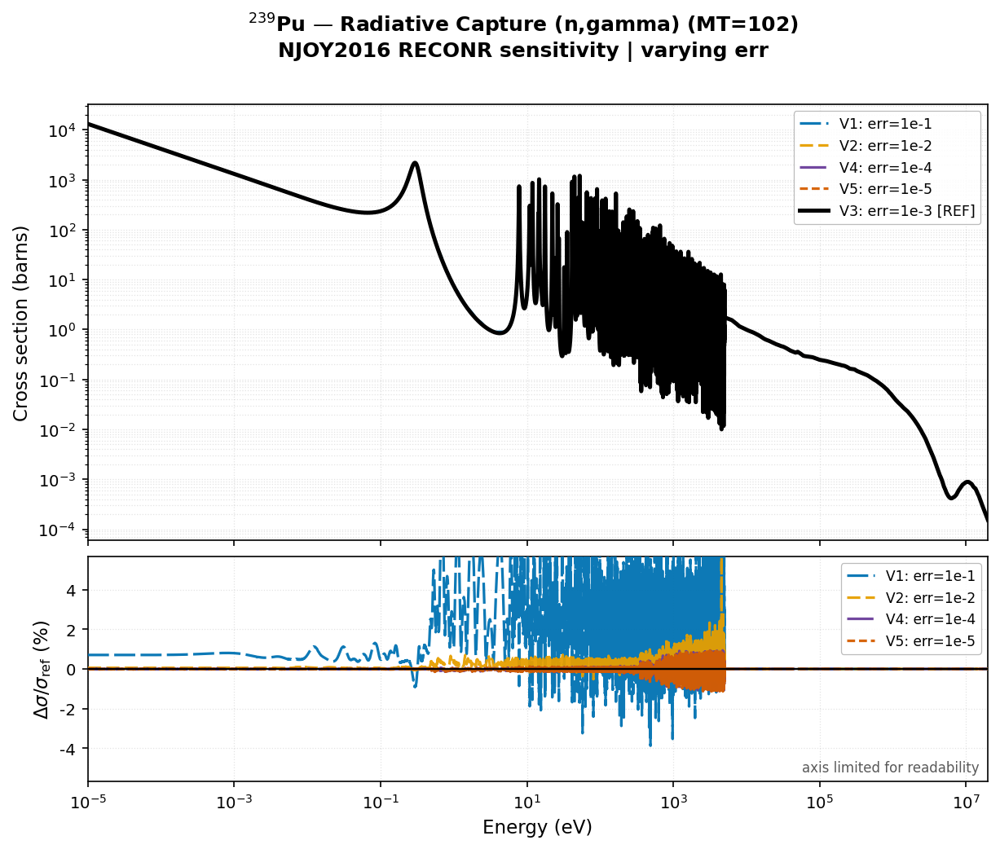 ²³⁹Pu — Radiative Capture (n,gamma) (MT=102)
NJOY2016 RECONR sensitivity | varying err
Cross section (barns)
10⁴
10³
10²
10¹
10⁰
10⁻¹
10⁻²
10⁻³
10⁻⁴
V1: err=1e-1
V2: err=1e-2
V4: err=1e-4
V5: err=1e-5
V3: err=1e-3 [REF]
Δσ/σref (%)
4
2
0
-2
-4
V1: err=1e-1
V2: err=1e-2
V4: err=1e-4
V5: err=1e-5
axis limited for readability
10⁻⁵ 10⁻³ 10⁻¹ 10¹ 10³ 10⁵ 10⁷
Energy (eV)